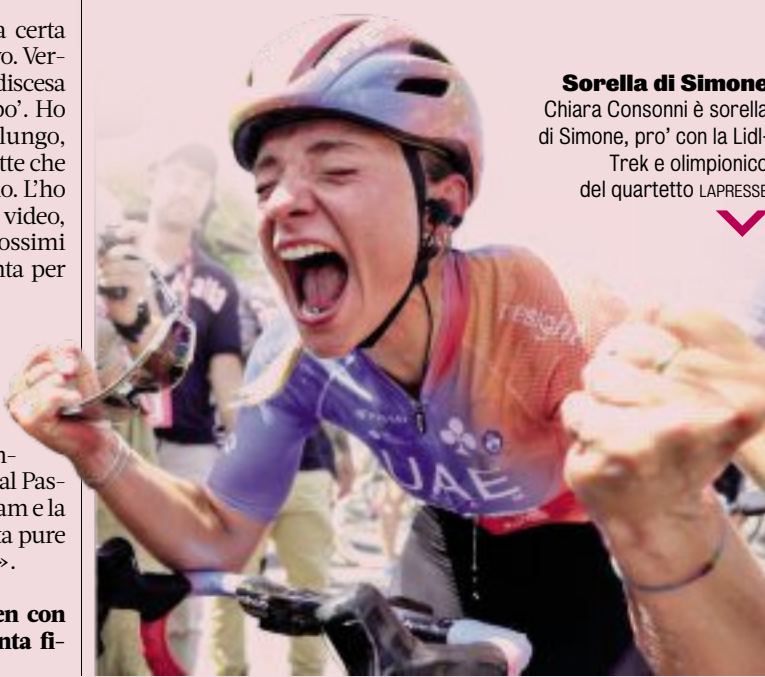 a certa
o. Ver-
discesa
po’. Ho
lungo,
tte che
o. L’ho
video,
ossimi
nta per
n-
al Pas-
am e la
ta pure
».
en con
nta fi-
Sorella di Simone
Chiara Consonni è sorella
di Simone, pro’ con la Lidl-
Trek e olimpionico
del quartetto LAPRESSE
UAE